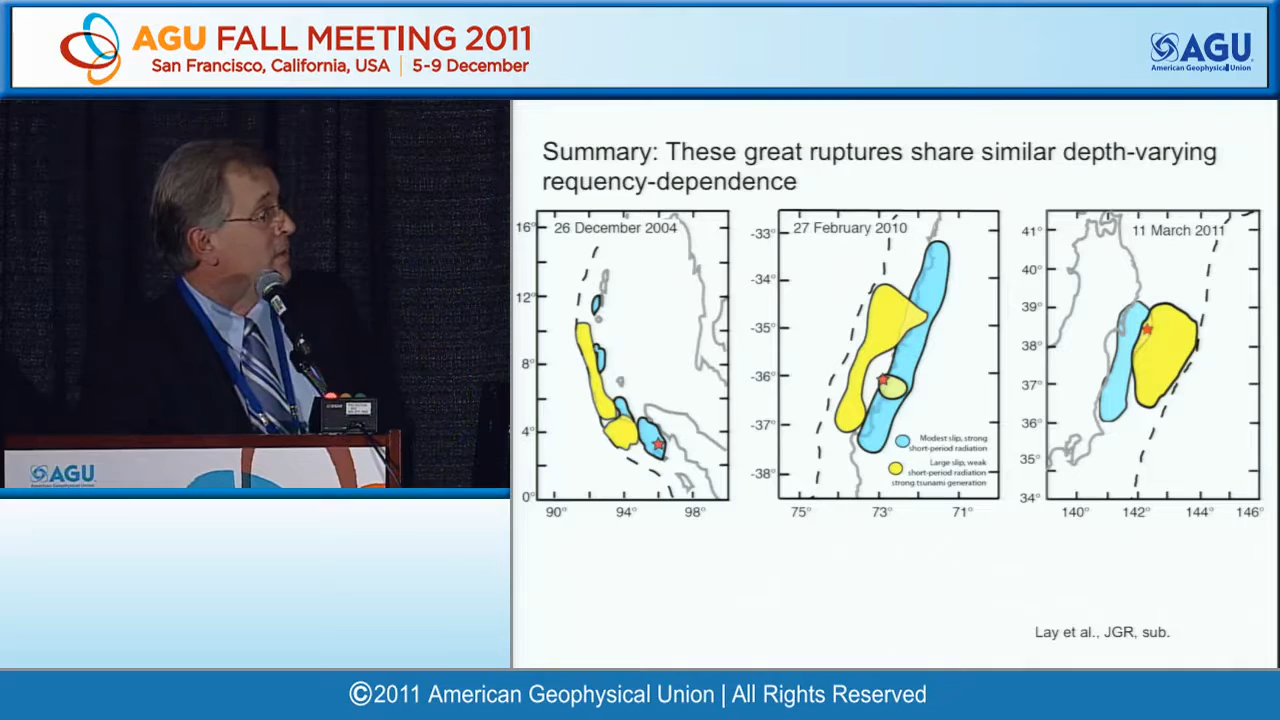 AGU FALL MEETING 2011
San Francisco, California, USA | 5-9 December
AGU
American Geophysical Union
Summary: These great ruptures share similar depth-varying
requency-dependence
26 December 2004
16°
12°
8°
4°
0°
90°
94°
98°
27 February 2010
-33°
-34°
-35°
-36°
-37°
-38°
75°
73°
71°
Modest slip, strong
short-period radiation
Large slip, weak
short-period radiation
strong tsunami generation
11 March 2011
41°
40°
39°
38°
37°
36°
35°
34°
140°
142°
144°
146°
Lay et al., JGR, sub.
AGU
American Geophysical Union
©2011 American Geophysical Union | All Rights Reserved